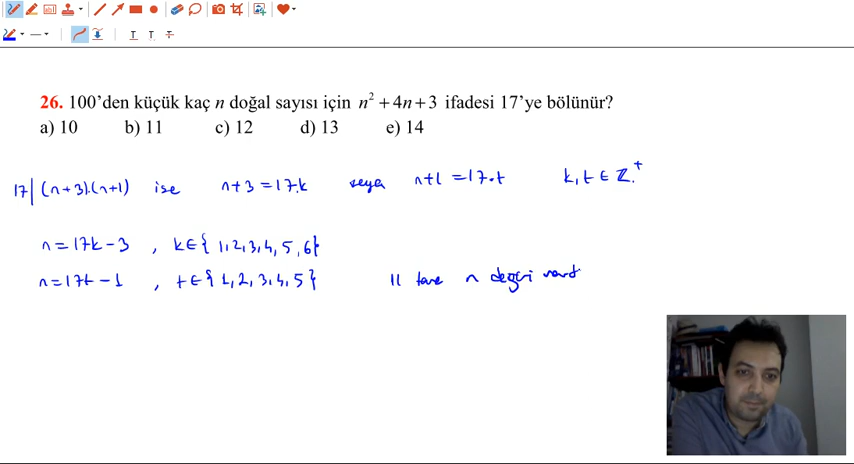 26. 100’den küçük kaç n doğal sayısı için n² + 4n + 3 ifadesi 17’ye bölünür?
a) 10 b) 11 c) 12 d) 13 e) 14
17 | (n+3).(n+1) ise n+3 = 17.k veya n+1 = 17.t k, t ∈ ℤ⁺
n = 17k - 3 , k ∈ { 1, 2, 3, 4, 5, 6 }
n = 17t - 1 , t ∈ { 1, 2, 3, 4, 5 } 11 tane n değeri vardı